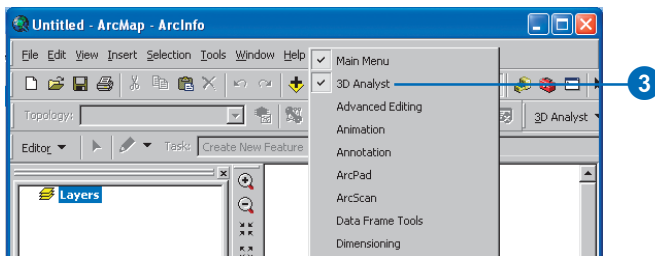 Untitled - ArcMap - ArcInfo
File Edit View Insert Selection Tools Window Help
Main Menu
3D Analyst
3
Advanced Editing
Topology:
3D Analyst
Animation
Editor Task: Create New Feature
Annotation
ArcPad
Layers
ArcScan
Data Frame Tools
Dimensioning